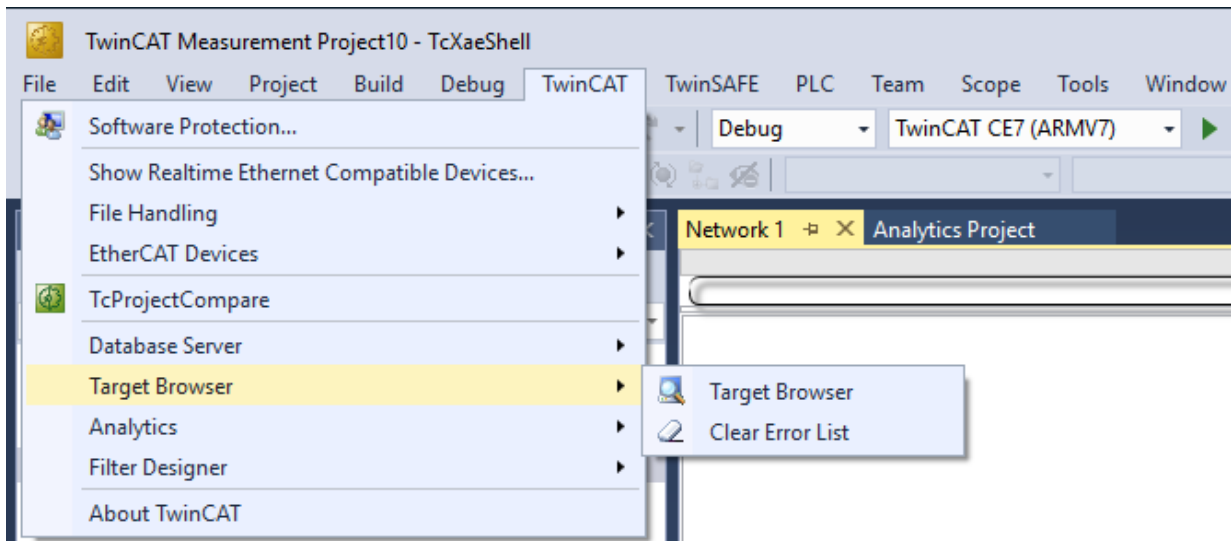 TwinCAT Measurement Project10 - TcXaeShell
File Edit View Project Build Debug TwinCAT TwinSAFE PLC Team Scope Tools Window
Debug TwinCAT CE7 (ARMV7)
Software Protection...
Show Realtime Ethernet Compatible Devices...
File Handling
EtherCAT Devices
TcProjectCompare
Database Server
Target Browser
Analytics
Filter Designer
About TwinCAT
Network 1 Analytics Project
Target Browser
Clear Error List